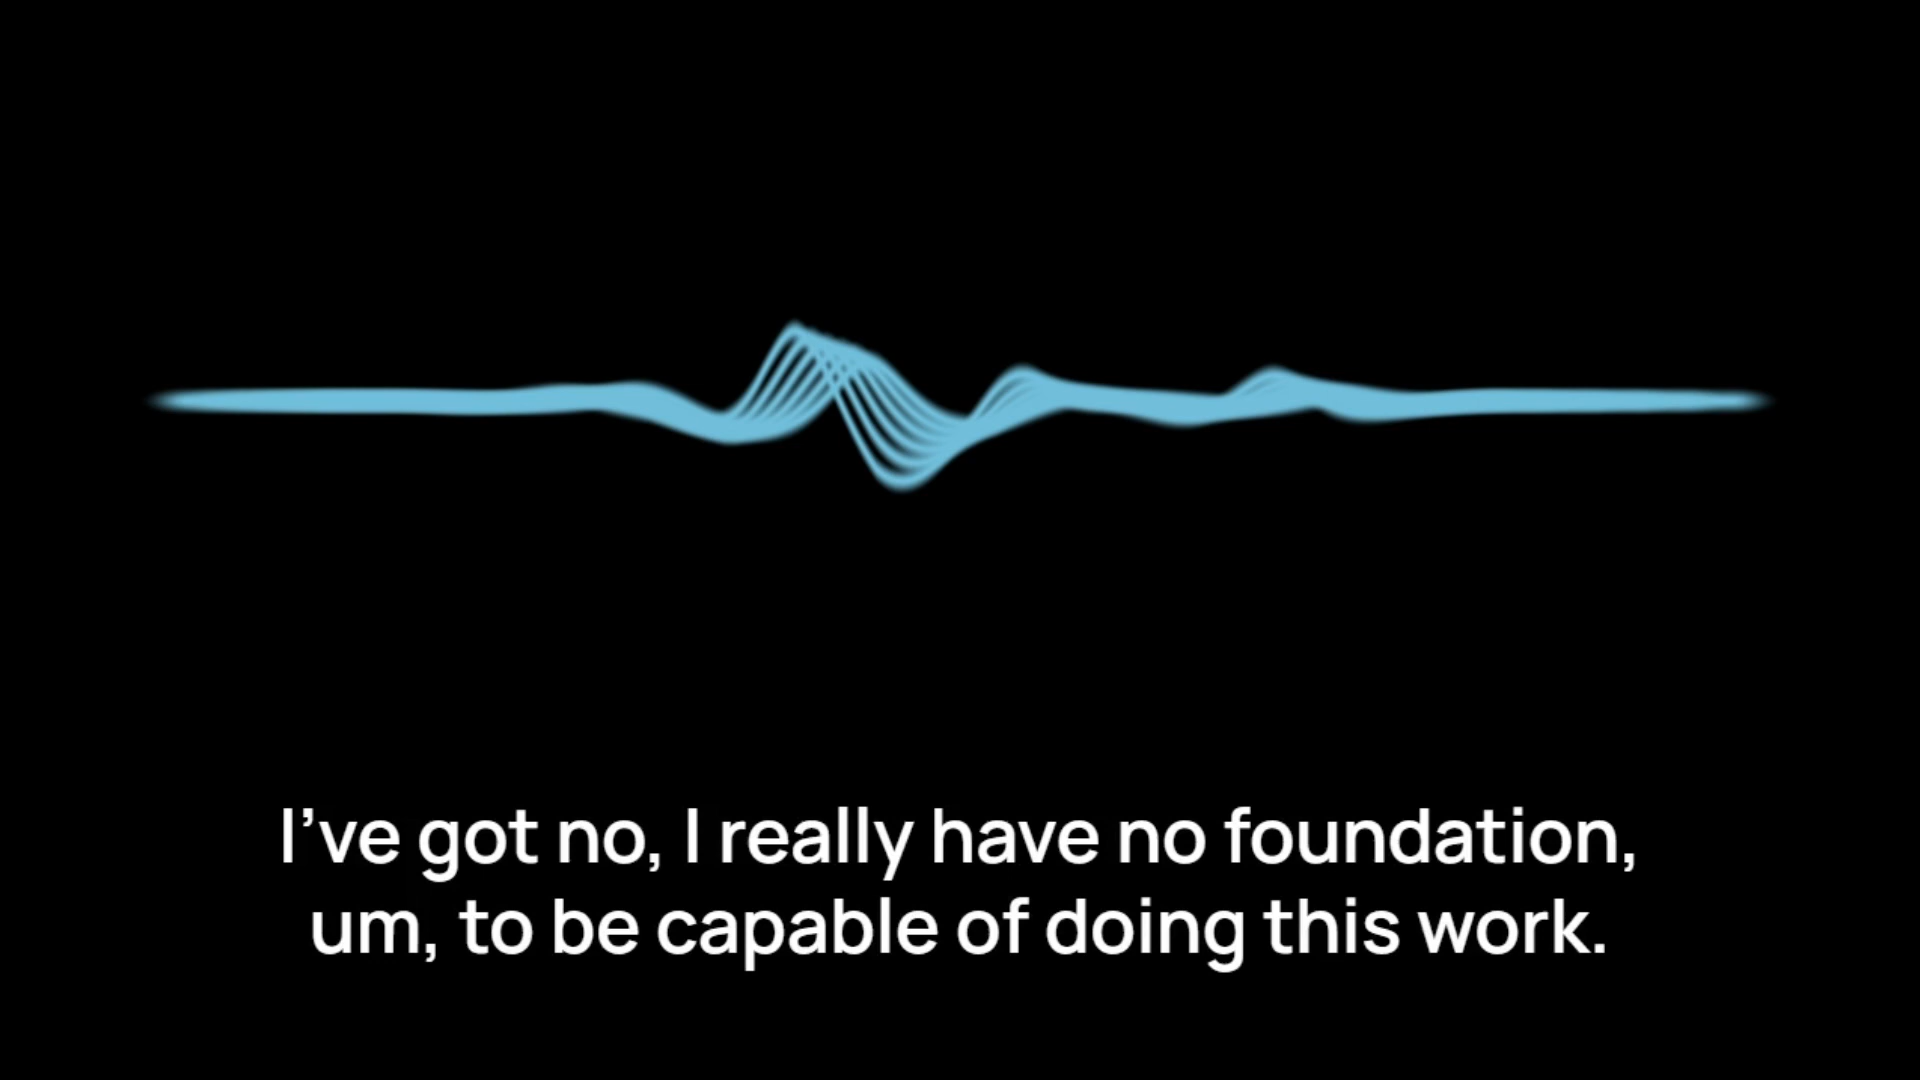 I’ve got no, I really have no foundation,
um, to be capable of doing this work.